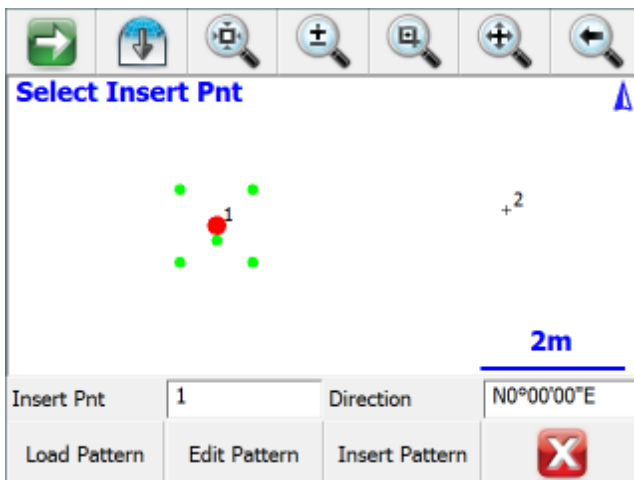 Select Insert Pnt
1
2
2m
Insert Pnt 1 Direction N0°00'00"E
Load Pattern Edit Pattern Insert Pattern